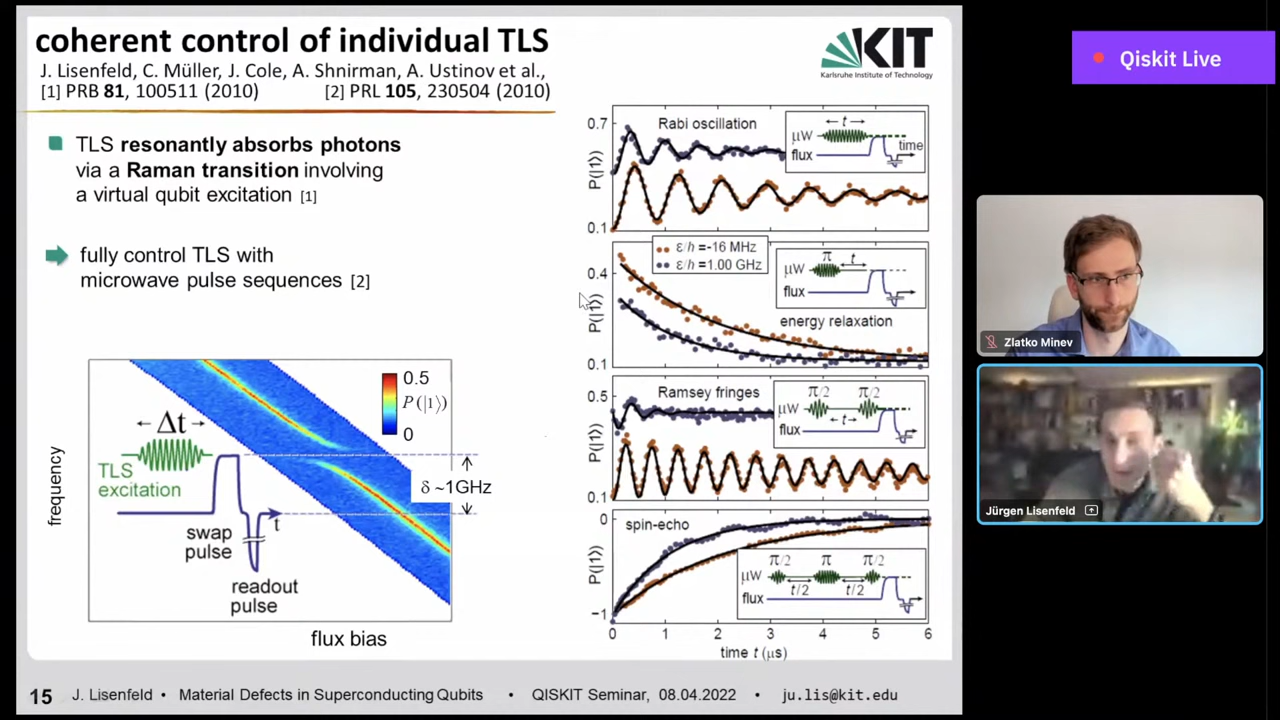 coherent control of individual TLS
J. Lisenfeld, C. Müller, J. Cole, A. Shnirman, A. Ustinov et al.,
[1] PRB 81, 100511 (2010) [2] PRL 105, 230504 (2010)
KIT
Karlsruhe Institute of Technology
Qiskit Live
TLS resonantly absorbs photons
via a Raman transition involving
a virtual qubit excitation [1]
fully control TLS with
microwave pulse sequences [2]
frequency
← Δt →
TLS
excitation
swap
pulse
t
readout
pulse
0.5
P(|1⟩)
0
δ ~1GHz
flux bias
0.7
P(|1⟩)
0.1
Rabi oscillation
← t →
μW
flux
time
0.4
P(|1⟩)
0.1
ε/h =-16 MHz
ε/h =1.00 GHz
π t
μW
flux
energy relaxation
0.5
P(|1⟩)
0.1
Ramsey fringes
π/2 π/2
μW
← t →
flux
0
P(|1⟩)
−1
spin-echo
π/2 π π/2
μW
t/2 t/2
flux
0 1 2 3 4 5 6
time t (μs)
Zlatko Minev
Jürgen Lisenfeld
15 J. Lisenfeld • Material Defects in Superconducting Qubits • QISKIT Seminar, 08.04.2022 • ju.lis@kit.edu